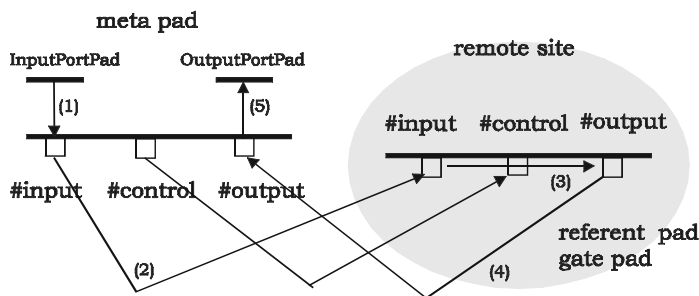 meta pad
remote site
InputPortPad OutputPortPad
(1) (5)
#input #control #output
(3)
#input #control #output
(2)
(4)
referent pad
gate pad